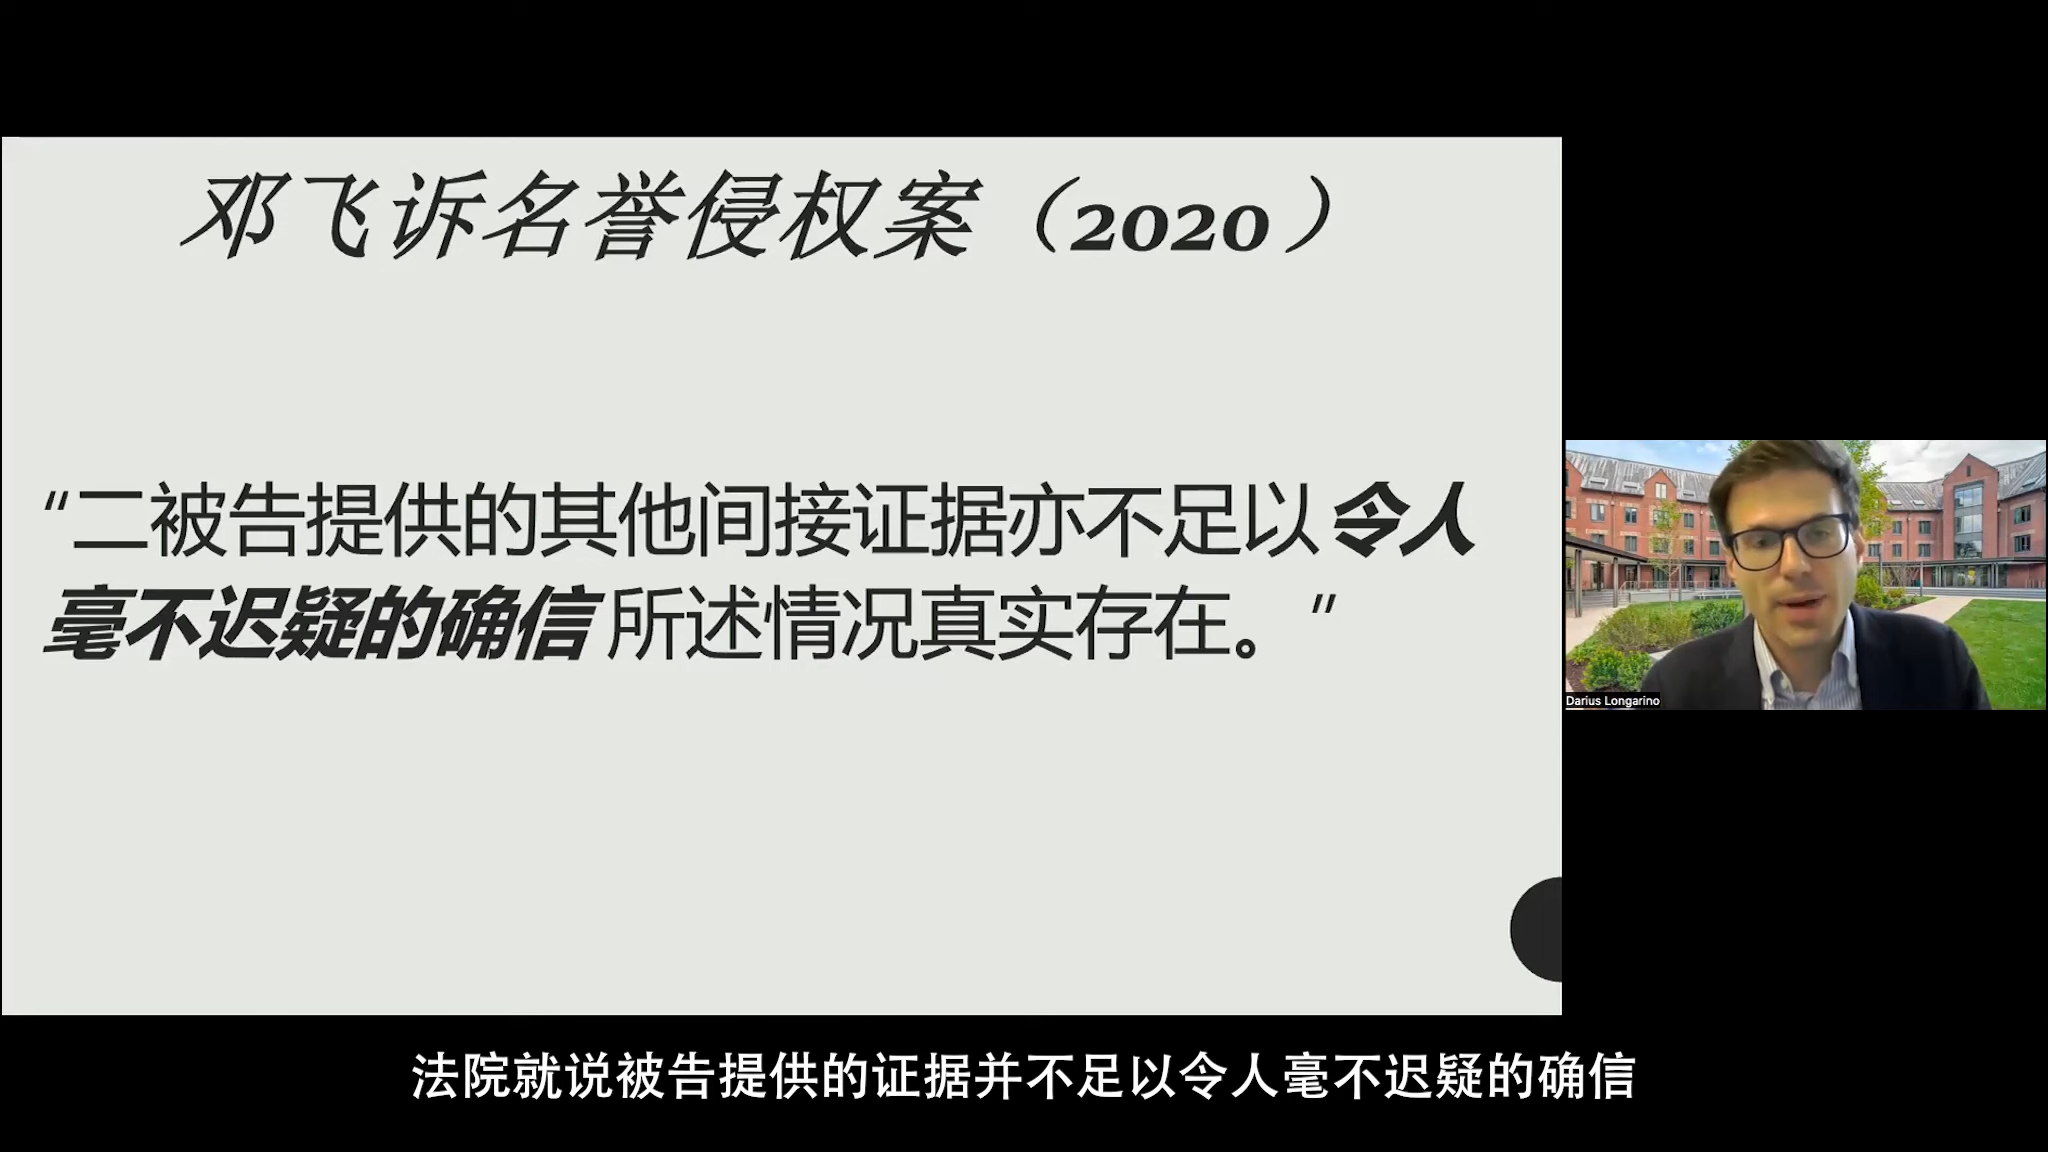 邓飞诉名誉侵权案（2020）
“二被告提供的其他间接证据亦不足以令人
毫不迟疑的确信所述情况真实存在。”
Darius Longarino
法院就说被告提供的证据并不足以令人毫不迟疑的确信